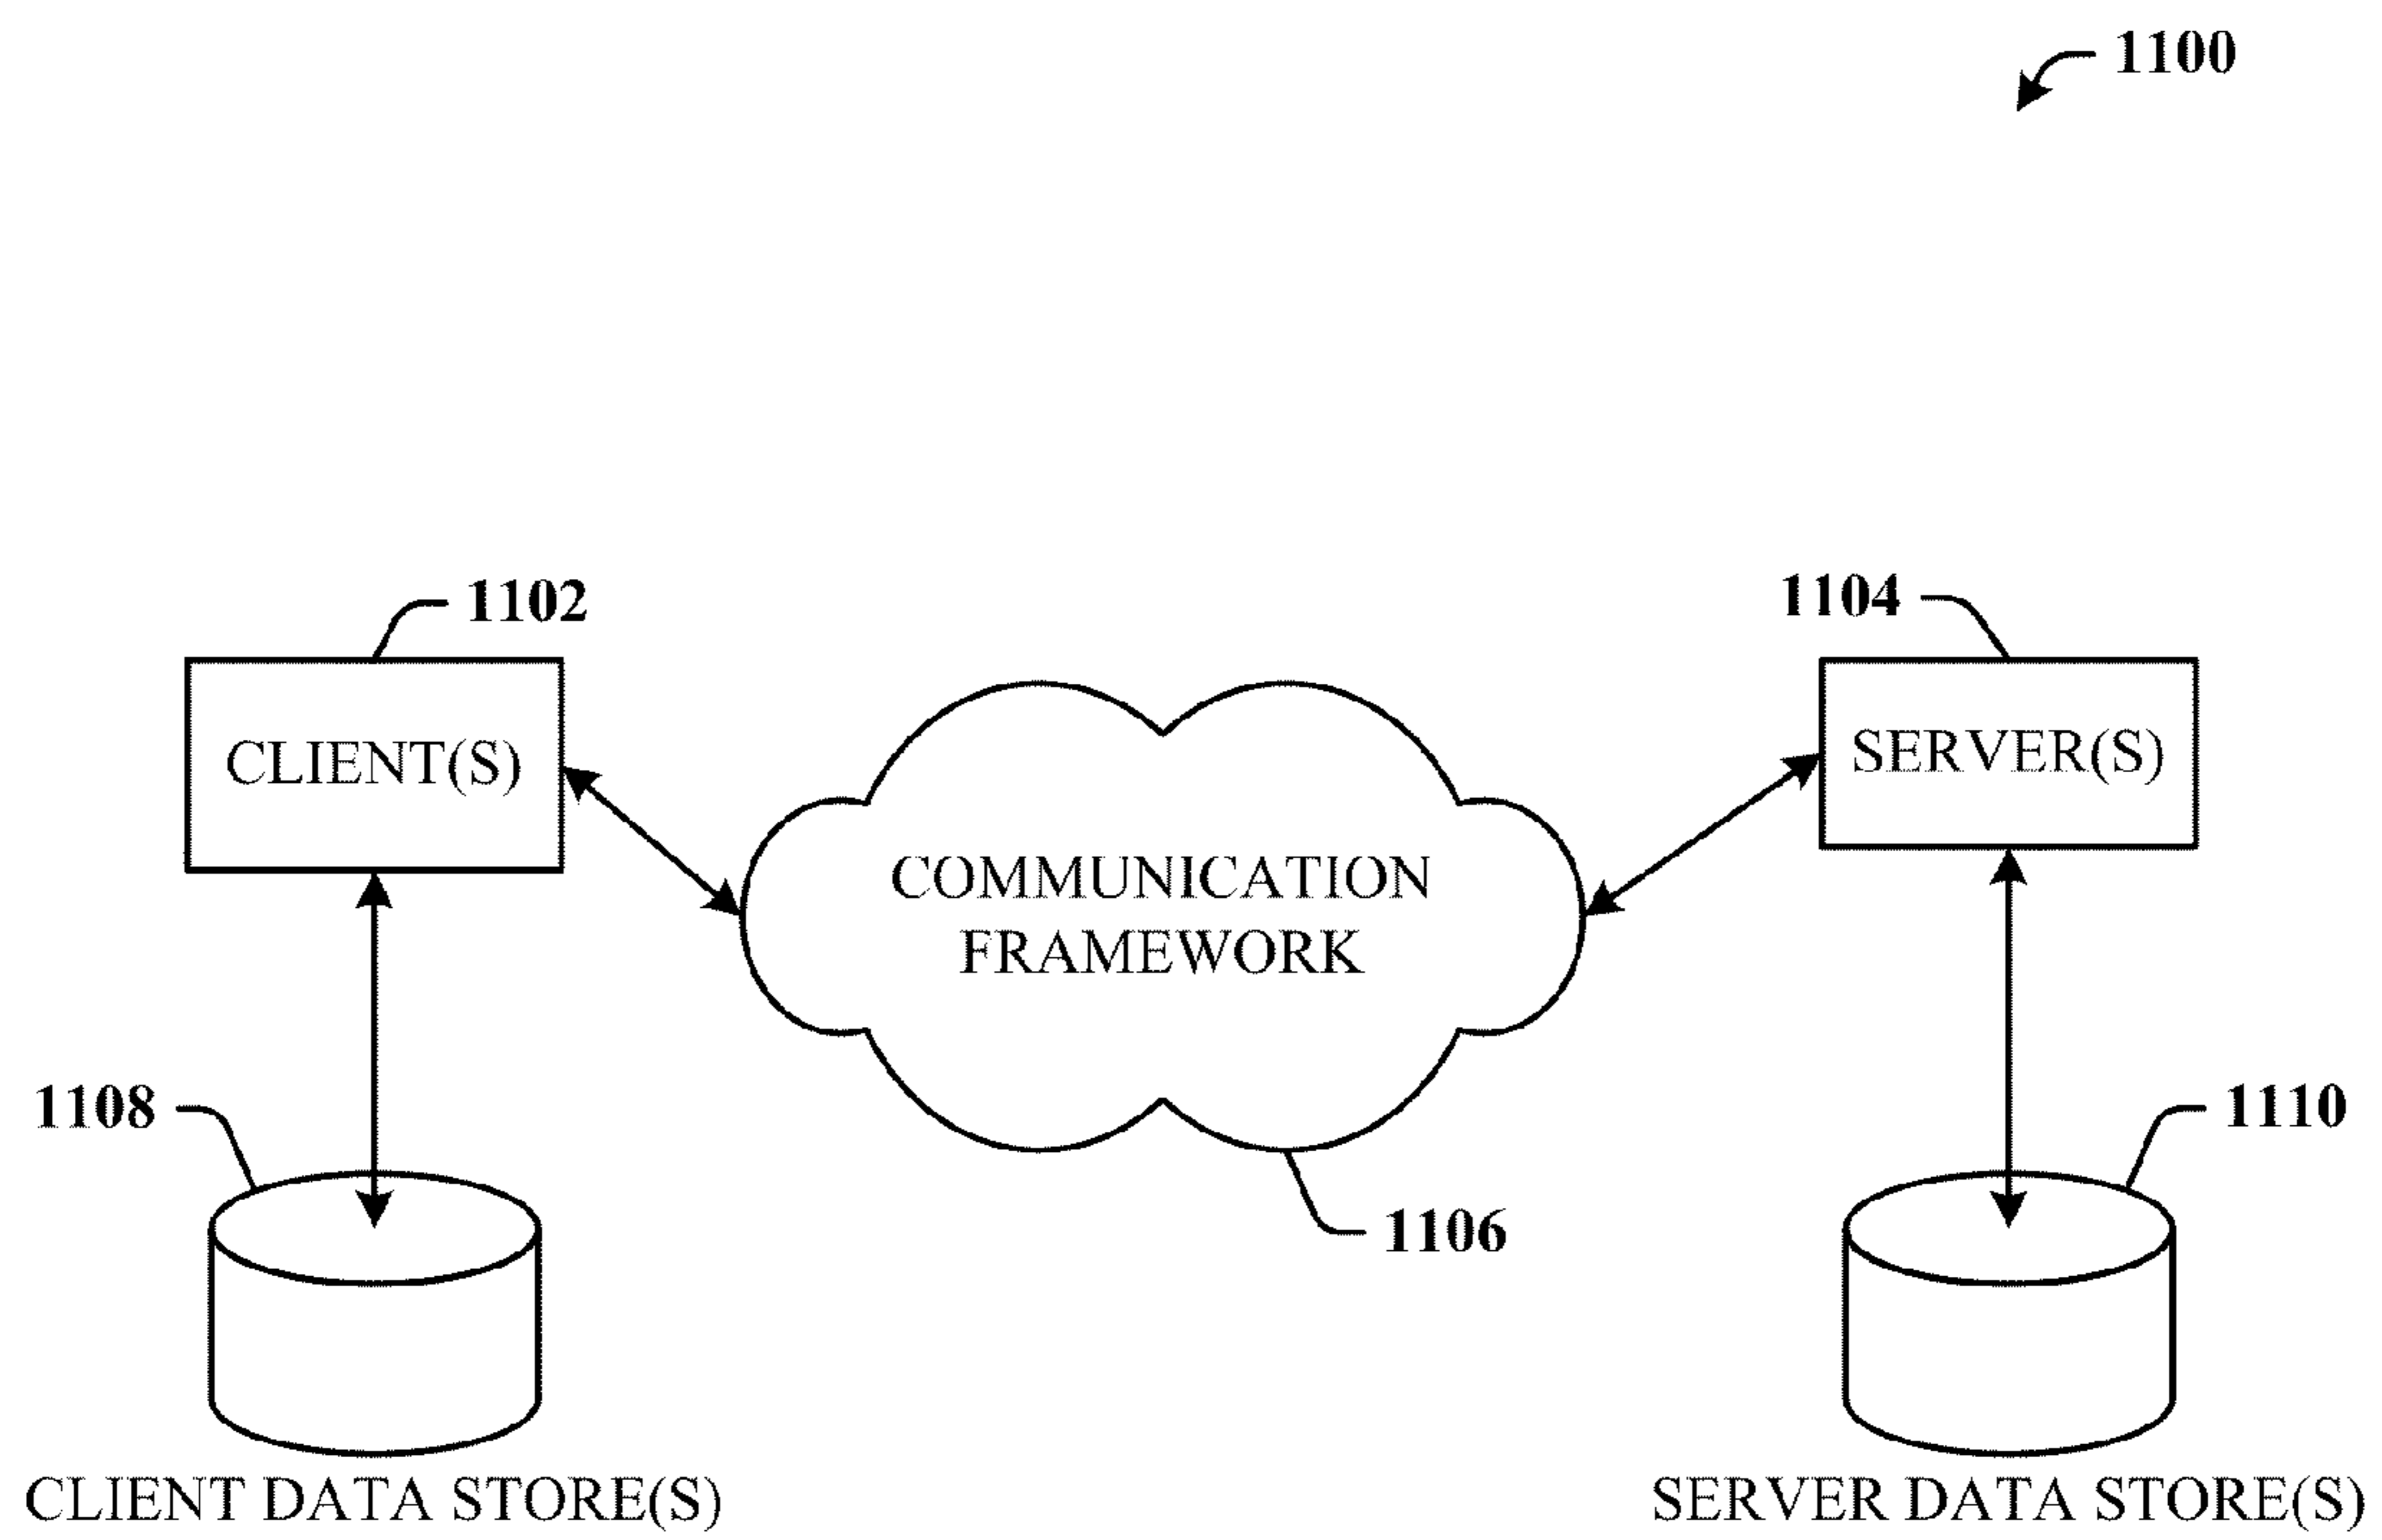 1100
1102
1104
CLIENT(S)
SERVER(S)
COMMUNICATION
FRAMEWORK
1108
1110
1106
CLIENT DATA STORE(S)
SERVER DATA STORE(S)